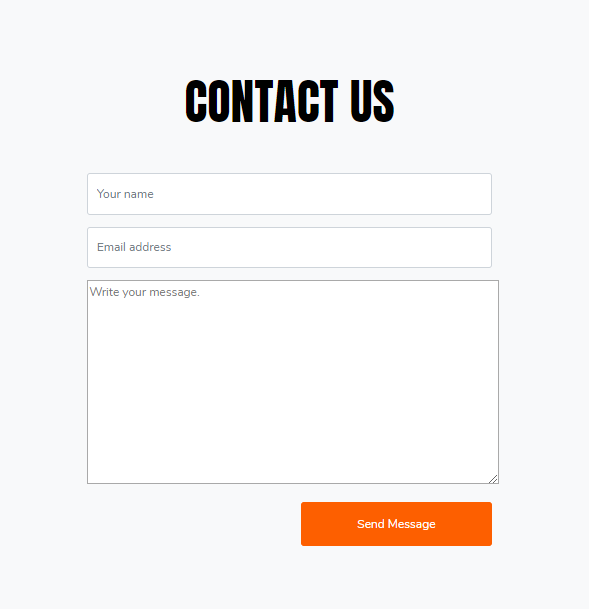 CONTACT US
Your name
Email address
Write your message.
Send Message